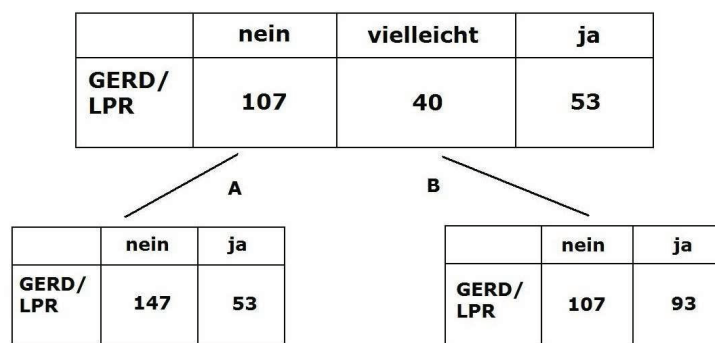 nein vielleicht ja
GERD/
LPR 107 40 53
A B
nein ja
GERD/
LPR 147 53
nein ja
GERD/
LPR 107 93